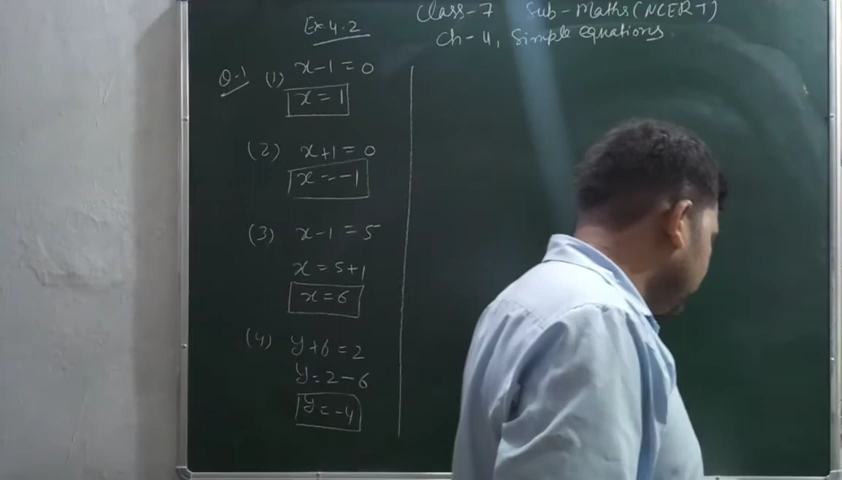 Class-7 Sub-Maths (NCERT)
Ch-4, Simple equations
Ex 4.2
Q.1 (1) x-1=0
x=1
(2) x+1=0
x=-1
(3) x-1=5
x=5+1
x=6
(4) y+6=2
y=2-6
y=-4